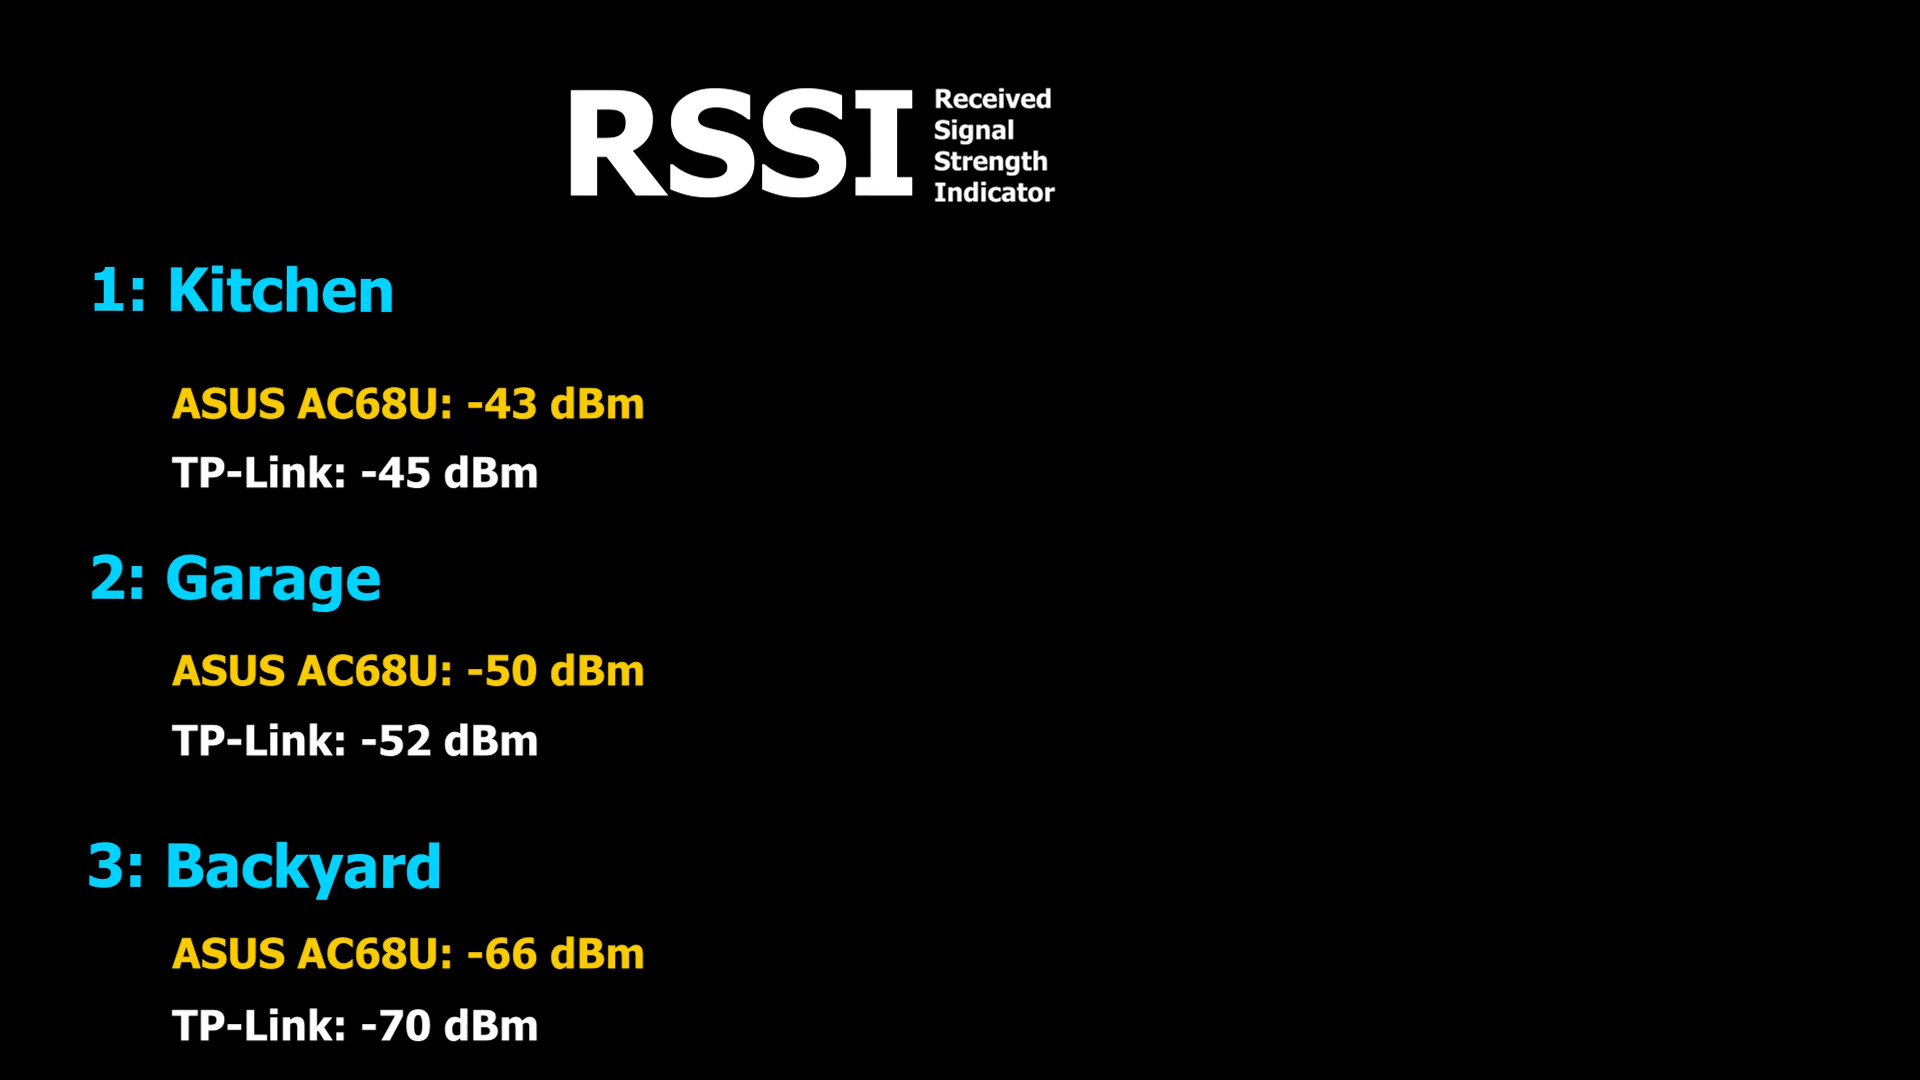 RSSI
Received
Signal
Strength
Indicator
1: Kitchen
ASUS AC68U: -43 dBm
TP-Link: -45 dBm
2: Garage
ASUS AC68U: -50 dBm
TP-Link: -52 dBm
3: Backyard
ASUS AC68U: -66 dBm
TP-Link: -70 dBm